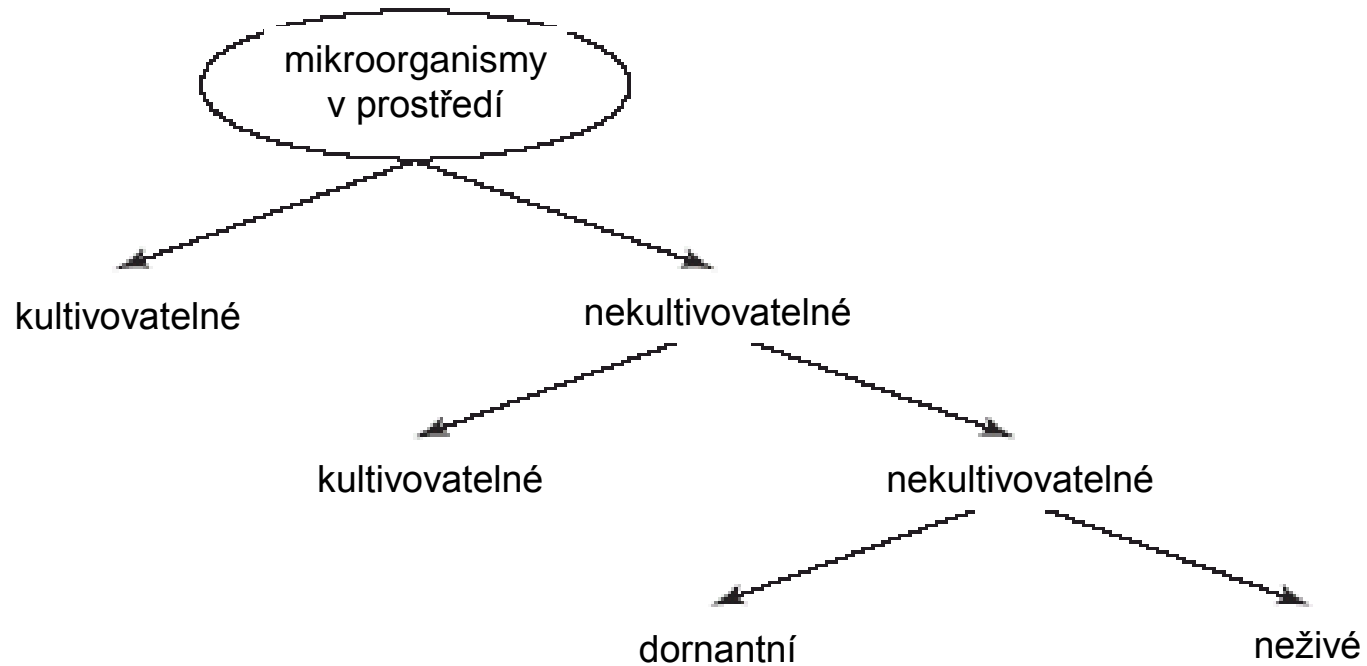 mikroorganismy
v prostředí
kultivovatelné
nekultivovatelné
kultivovatelné
nekultivovatelné
dornantní
neživé